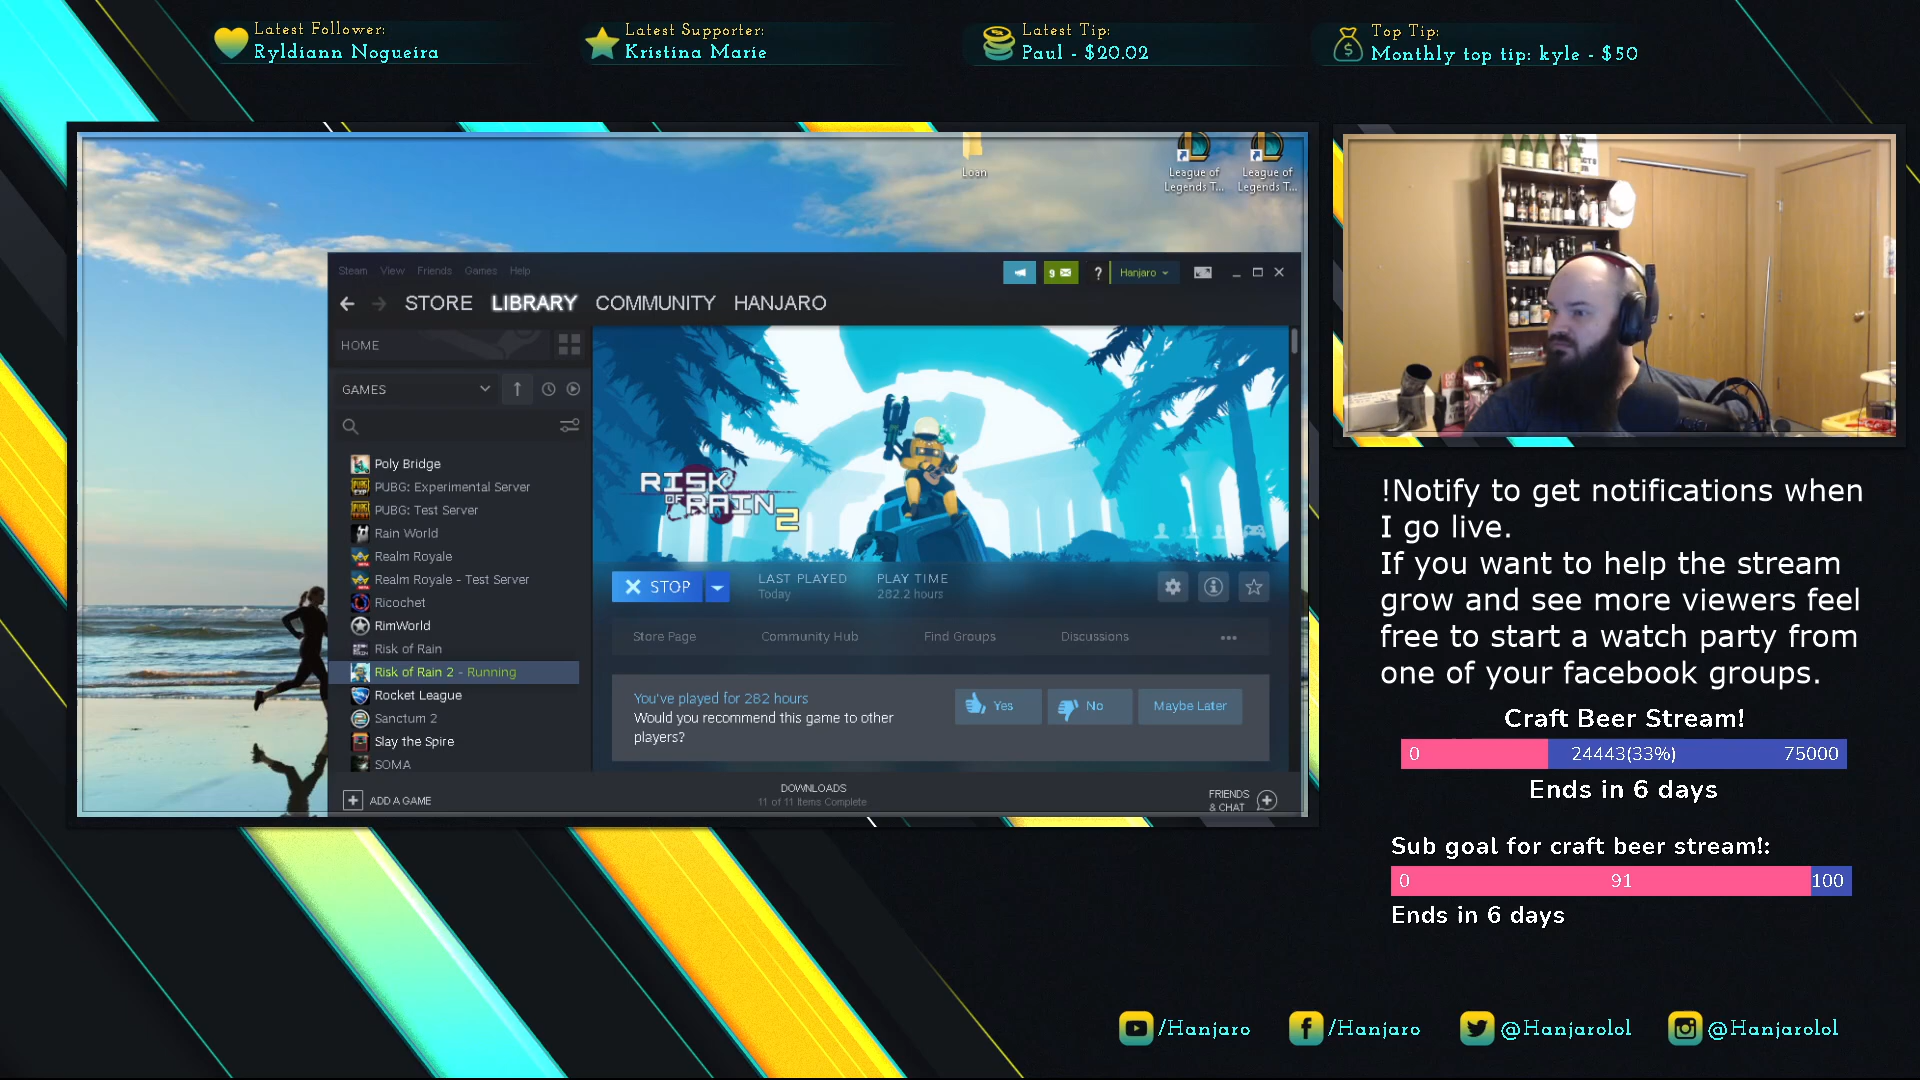 Latest Follower:
Ryldiann Nogueira
Latest Supporter:
Kristina Marie
Latest Tip:
Paul - $20.02
Top Tip:
Monthly top tip: kyle - $50
Loan
League of
Legends T...
League of
Legends T...
Steam View Friends Games Help
9
?
Hanjaro
STORE LIBRARY COMMUNITY HANJARO
HOME
GAMES
Poly Bridge
PUBG: Experimental Server
PUBG: Test Server
Rain World
Realm Royale
Realm Royale - Test Server
Ricochet
RimWorld
Risk of Rain
Risk of Rain 2 - Running
Rocket League
Sanctum 2
Slay the Spire
SOMA
ADD A GAME
RISK
OF
RAIN
2
STOP
LAST PLAYED
Today
PLAY TIME
282.2 hours
Store Page Community Hub Find Groups Discussions
You've played for 282 hours
Would you recommend this game to other
players?
Yes
No
Maybe Later
DOWNLOADS
11 of 11 Items Complete
FRIENDS
& CHAT
!Notify to get notifications when
I go live.
If you want to help the stream
grow and see more viewers feel
free to start a watch party from
one of your facebook groups.
Craft Beer Stream!
0 24443(33%) 75000
Ends in 6 days
Sub goal for craft beer stream!:
0 91 100
Ends in 6 days
/Hanjaro
/Hanjaro
@Hanjarolol
@Hanjarolol